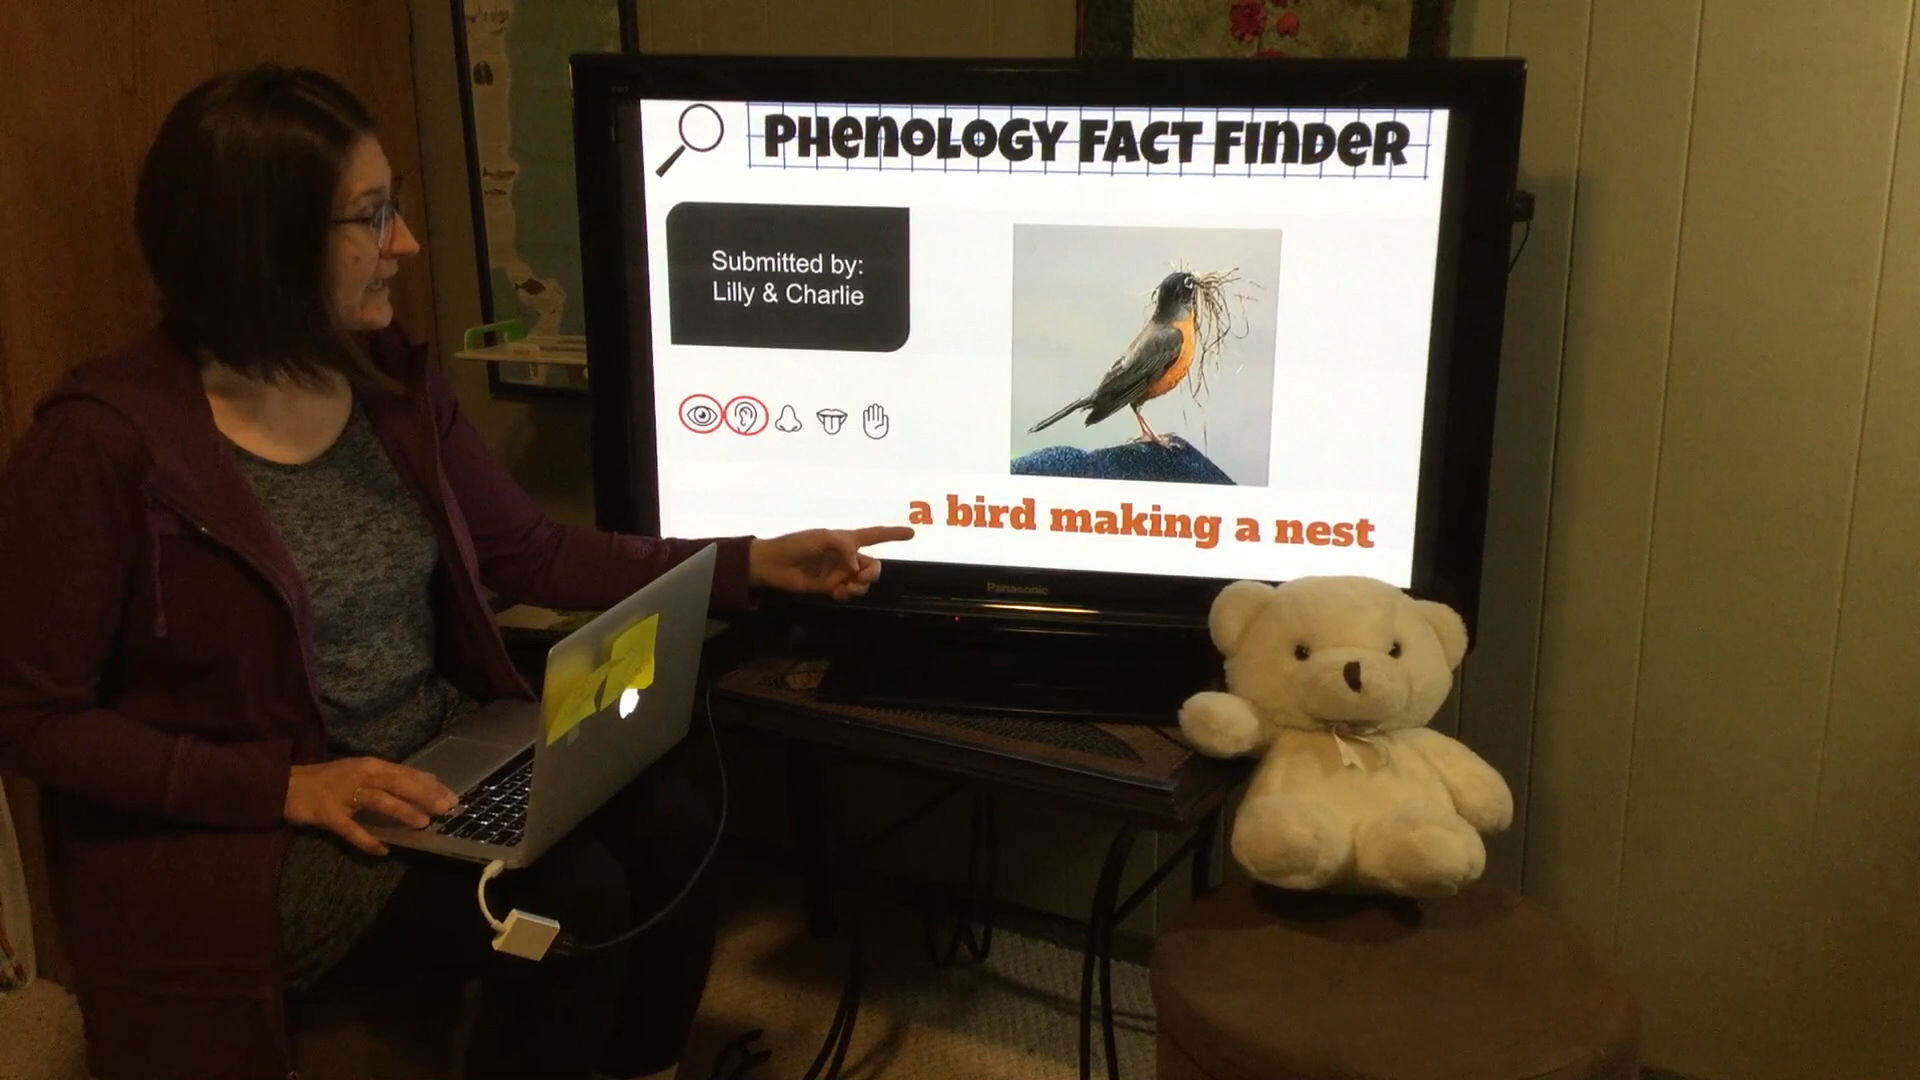 PHenOLOGY FACT FinDeR
Submitted by:
Lilly & Charlie
a bird making a nest
Panasonic